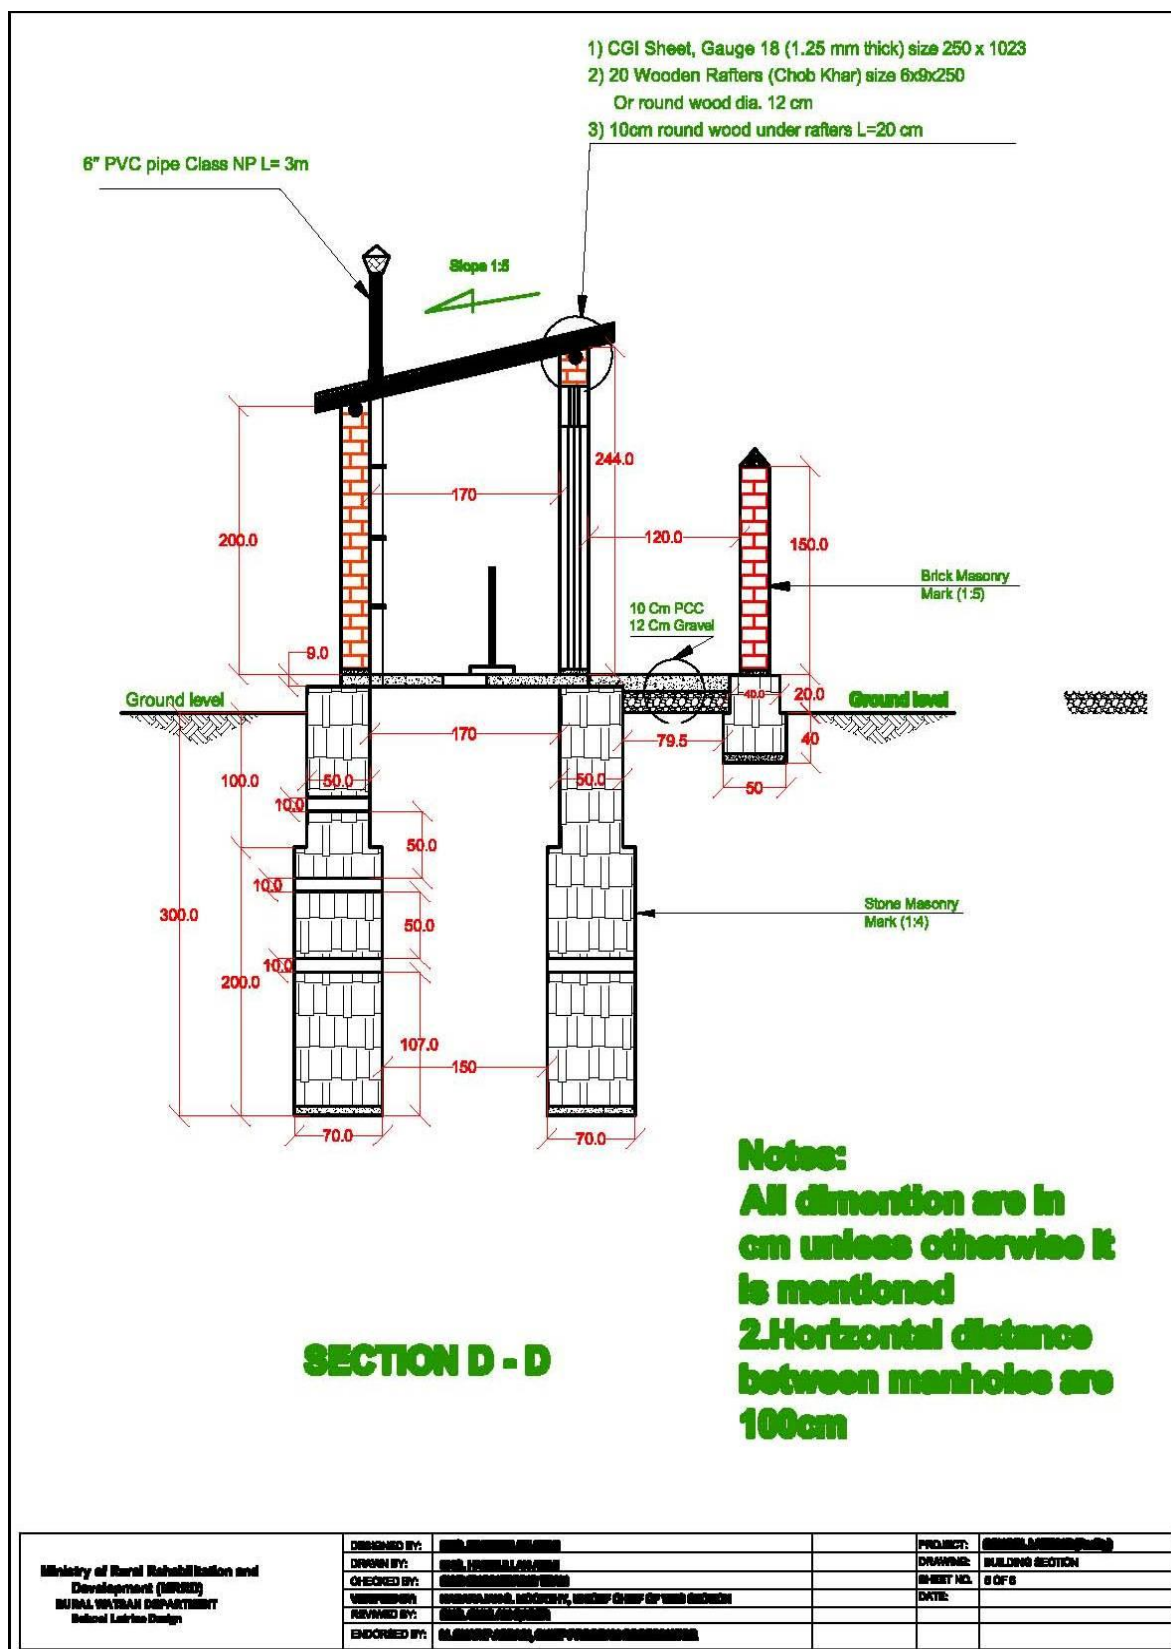 1) CGI Sheet, Gauge 18 (1.25 mm thick) size 250 x 1023
2) 20 Wooden Rafters (Chob Khar) size 6x9x250
Or round wood dia. 12 cm
3) 10cm round wood under rafters L=20 cm
6" PVC pipe Class NP L= 3m
Slope 1:5
244.0
170
200.0
120.0
150.0
Brick Masonry
Mark (1:5)
10 Cm PCC
12 Cm Gravel
9.0
Ground level
40.0
20.0
Ground level
170
79.5
40
100.0
50.0
50.0
50
10.0
50.0
10.0
300.0
50.0
Stone Masonry
Mark (1:4)
10.0
200.0
107.0
150
70.0
70.0
Notes:
All dimention are in
cm unless otherwise it
is mentioned
2.Horizontal distance
between manholes are
100cm
SECTION D - D
Ministry of Rural Rehabilitation and
Development (MRRD)
RURAL WATSAN DEPARTMENT
School Latrine Design
DESIGNED BY:
DRAWN BY:
CHECKED BY:
VERIFIED BY:
REVIEWED BY:
ENDORSED BY:
PROJECT:
DRAWING: BUILDING SECTION
SHEET NO. 6 OF 6
DATE: